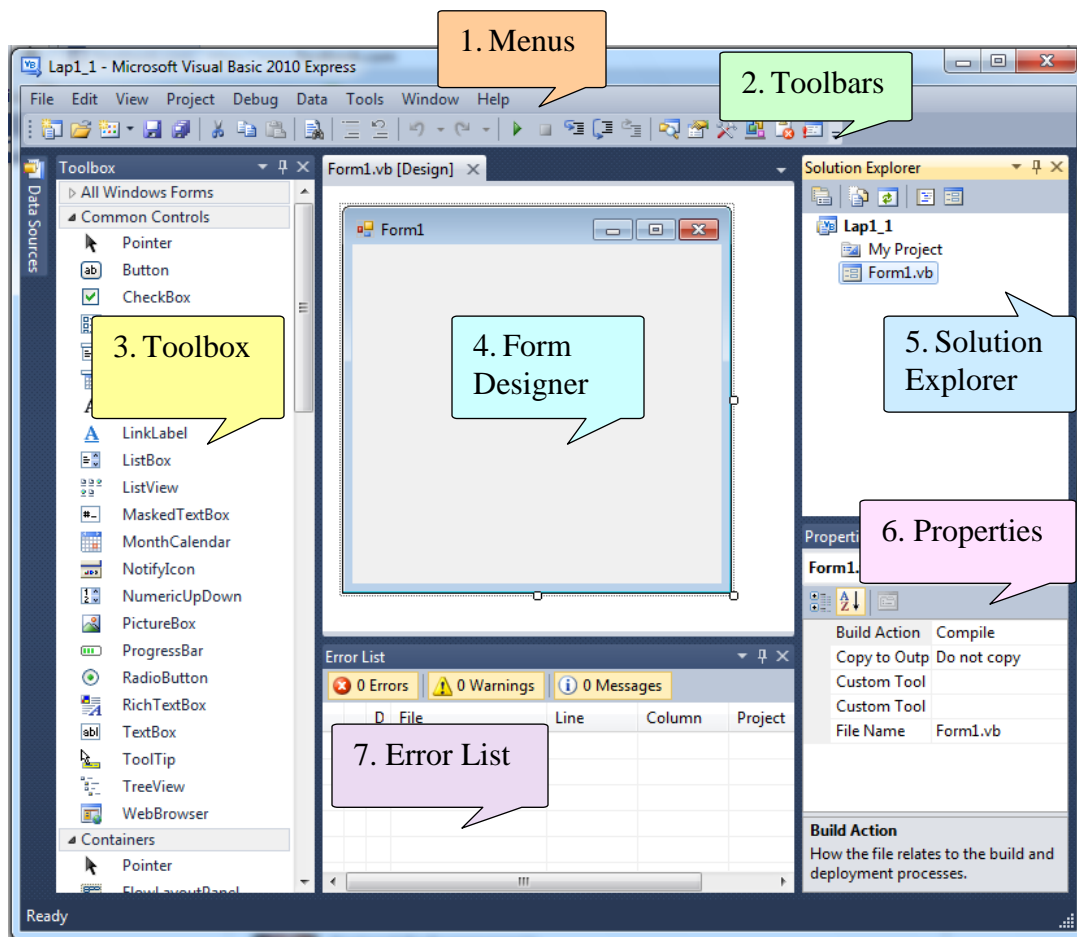 1. Menus
Lap1_1 - Microsoft Visual Basic 2010 Express
2. Toolbars
File Edit View Project Debug Data Tools Window Help
Data Sources
Toolbox
All Windows Forms
Common Controls
Pointer
Button
CheckBox
3. Toolbox
LinkLabel
ListBox
ListView
MaskedTextBox
MonthCalendar
NotifyIcon
NumericUpDown
PictureBox
ProgressBar
RadioButton
RichTextBox
TextBox
ToolTip
TreeView
WebBrowser
Containers
Pointer
FlowLayoutPanel
Form1.vb [Design]
Form1
4. Form
Designer
Error List
0 Errors 0 Warnings 0 Messages
D File Line Column Project
7. Error List
Solution Explorer
Lap1_1
My Project
Form1.vb
5. Solution
Explorer
6. Properties
Form1.
Build Action Compile
Copy to Outp Do not copy
Custom Tool
Custom Tool
File Name Form1.vb
Build Action
How the file relates to the build and
deployment processes.
Ready